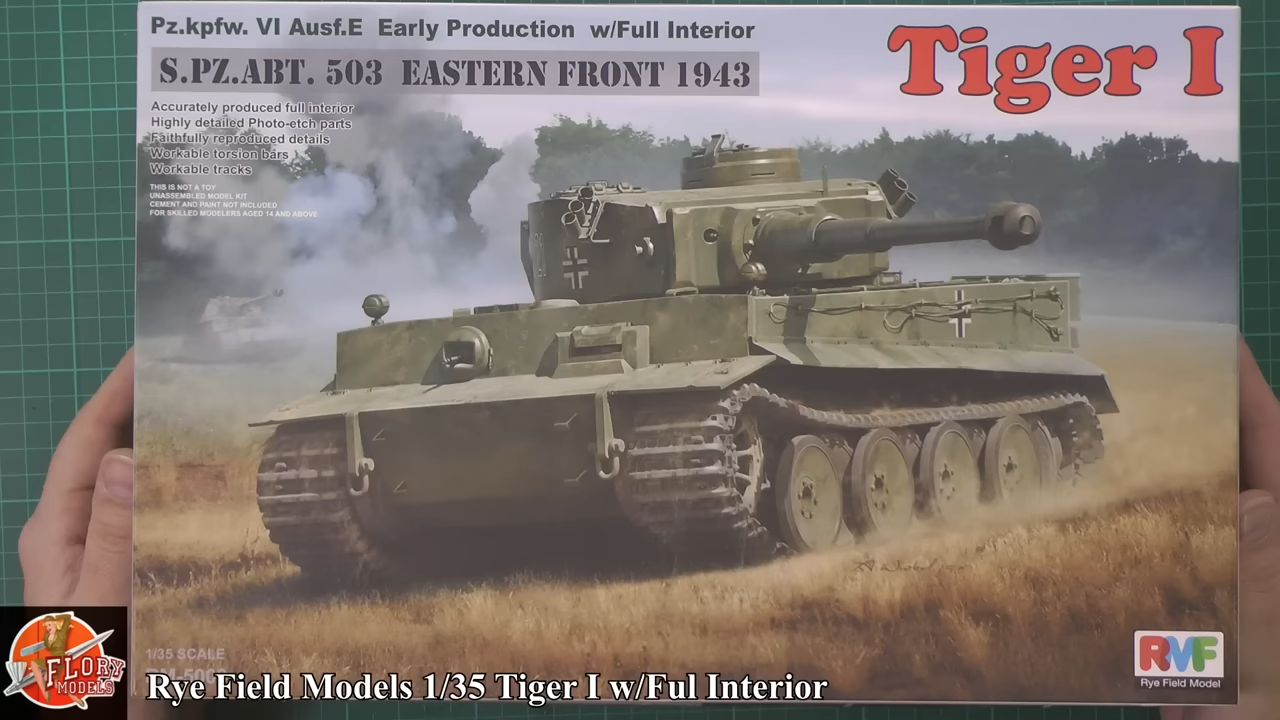 Pz.kpfw. VI Ausf.E Early Production w/Full Interior
S.PZ.ABT. 503 EASTERN FRONT 1943
Tiger I
Accurately produced full interior
Highly detailed Photo-etch parts
Faithfully reproduced details
Workable torsion bars
Workable tracks
THIS IS NOT A TOY
UNASSEMBLED MODEL KIT
CEMENT AND PAINT NOT INCLUDED
FOR SKILLED MODELERS AGED 14 AND ABOVE
1/35 SCALE
RMF
Rye Field Model
FLORY
MODELS
Rye Field Models 1/35 Tiger I w/Ful Interior